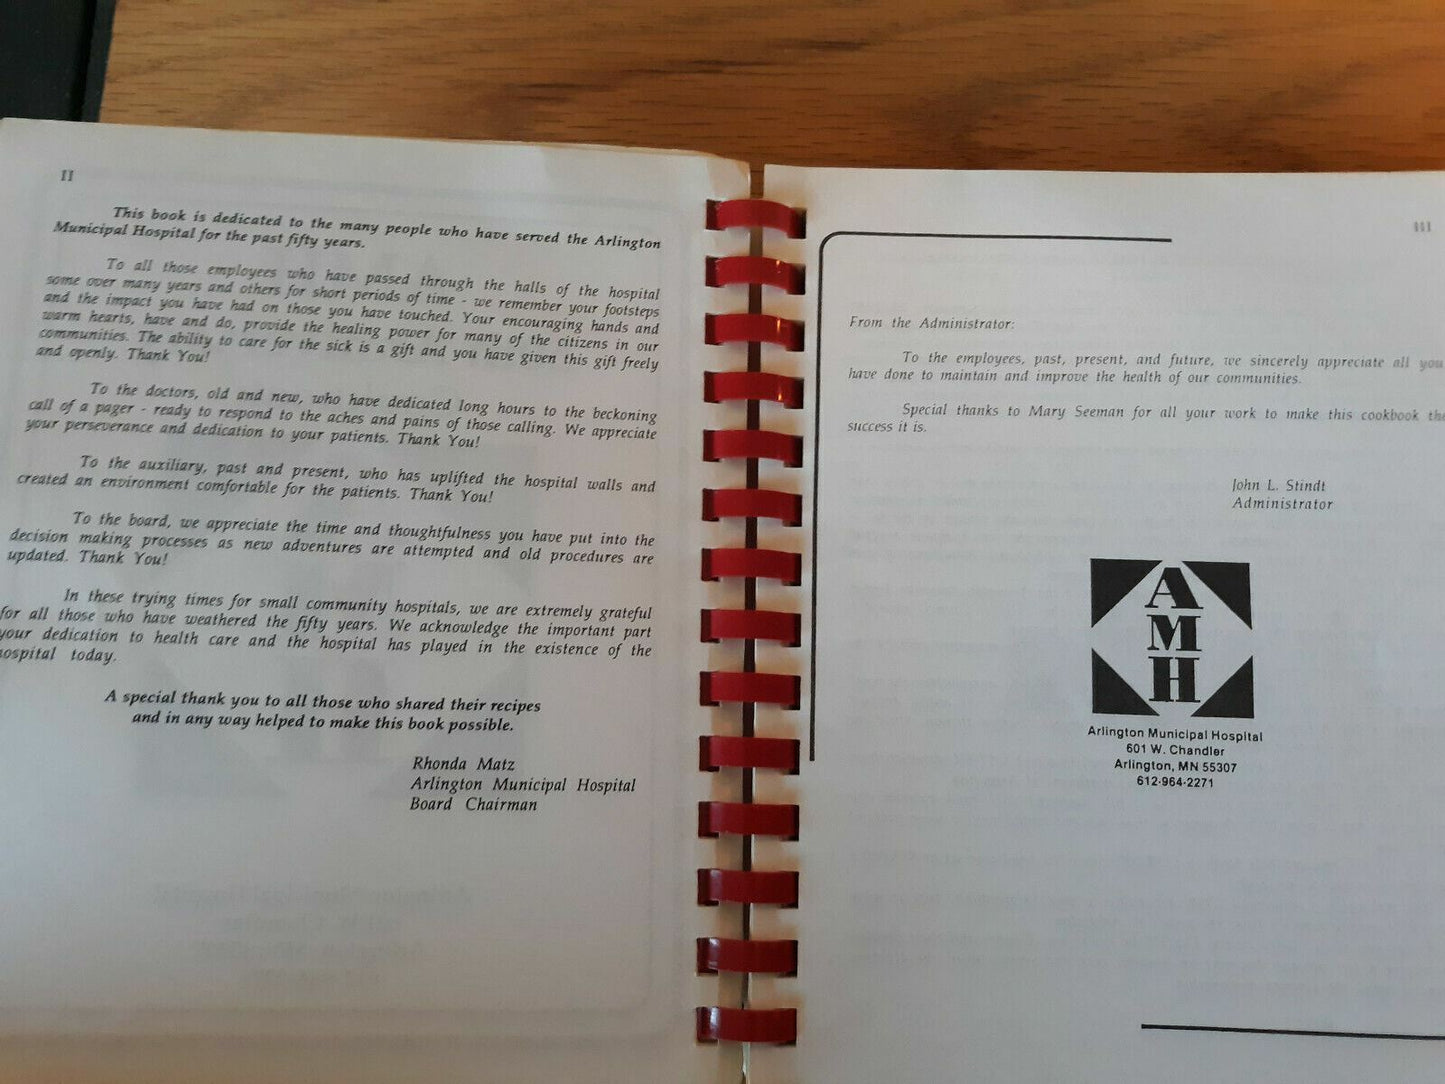 II
This book is dedicated to the many people who have served the Arlington
Municipal Hospital for the past fifty years.
To all those employees who have passed through the halls of the hospital
some over many years and others for short periods of time - we remember your footsteps
and the impact you have had on those you have touched. Your encouraging hands and
warm hearts, have and do, provide the healing power for many of the citizens in our
communities. The ability to care for the sick is a gift and you have given this gift freely
and openly. Thank You!
To the doctors, old and new, who have dedicated long hours to the beckoning
call of a pager - ready to respond to the aches and pains of those calling. We appreciate
your perseverance and dedication to your patients. Thank You!
To the auxiliary, past and present, who has uplifted the hospital walls and
created an environment comfortable for the patients. Thank You!
To the board, we appreciate the time and thoughtfulness you have put into the
decision making processes as new adventures are attempted and old procedures are
updated. Thank You!
In these trying times for small community hospitals, we are extremely grateful
for all those who have weathered the fifty years. We acknowledge the important part
your dedication to health care and the hospital has played in the existence of the
hospital today.
A special thank you to all those who shared their recipes
and in any way helped to make this book possible.
Rhonda Matz
Arlington Municipal Hospital
Board Chairman
III
From the Administrator:
To the employees, past, present, and future, we sincerely appreciate all you
have done to maintain and improve the health of our communities.
Special thanks to Mary Seeman for all your work to make this cookbook the
success it is.
John L. Stindt
Administrator
A
M
H
Arlington Municipal Hospital
601 W. Chandler
Arlington, MN 55307
612-964-2271